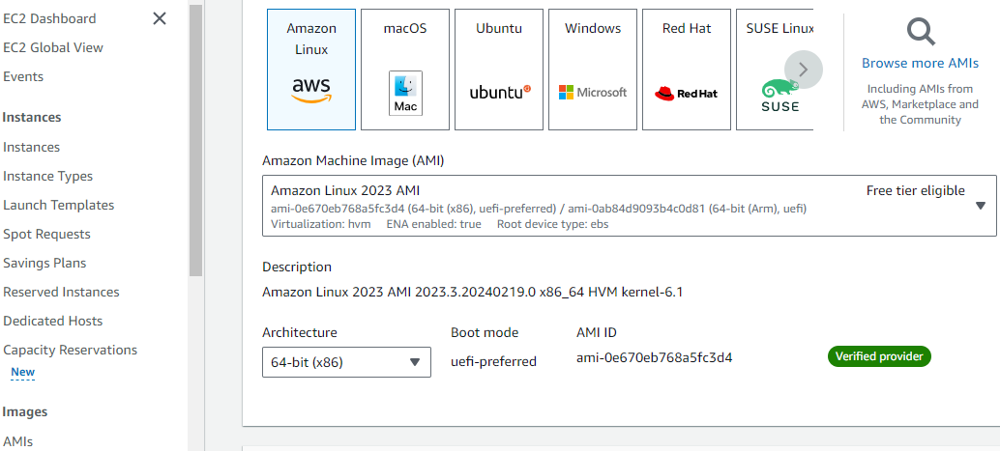 EC2 Dashboard
EC2 Global View
Events
Instances
Instances
Instance Types
Launch Templates
Spot Requests
Savings Plans
Reserved Instances
Dedicated Hosts
Capacity Reservations
New
Images
AMIs
Amazon
Linux
aws
macOS
Mac
Ubuntu
ubuntu
Windows
Microsoft
Red Hat
Red Hat
SUSE Linux
SUSE
Browse more AMIs
Including AMIs from
AWS, Marketplace and
the Community
Amazon Machine Image (AMI)
Amazon Linux 2023 AMI
Free tier eligible
ami-0e670eb768a5fc3d4 (64-bit (x86), uefi-preferred) / ami-0ab84d9093b4c0d81 (64-bit (Arm), uefi)
Virtualization: hvm ENA enabled: true Root device type: ebs
Description
Amazon Linux 2023 AMI 2023.3.20240219.0 x86_64 HVM kernel-6.1
Architecture
64-bit (x86)
Boot mode
uefi-preferred
AMI ID
ami-0e670eb768a5fc3d4
Verified provider